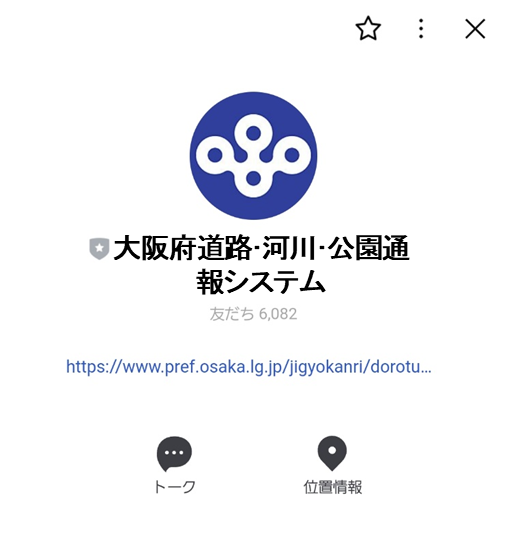 大阪府道路·河川·公園通
報システム
友だち 6,082
https://www.pref.osaka.lg.jp/jigyokanri/dorotu...
トーク
位置情報